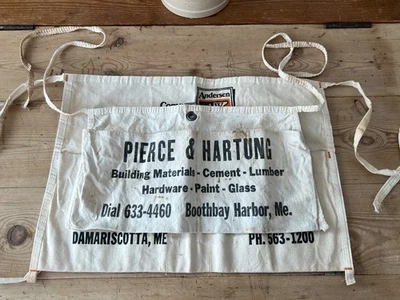 Andersen
PIERCE & HARTUNG
Building Materials - Cement - Lumber
Hardware - Paint - Glass
Dial 633-4460 Boothbay Harbor, Me.
DAMARISCOTTA, ME PH. 563-1200